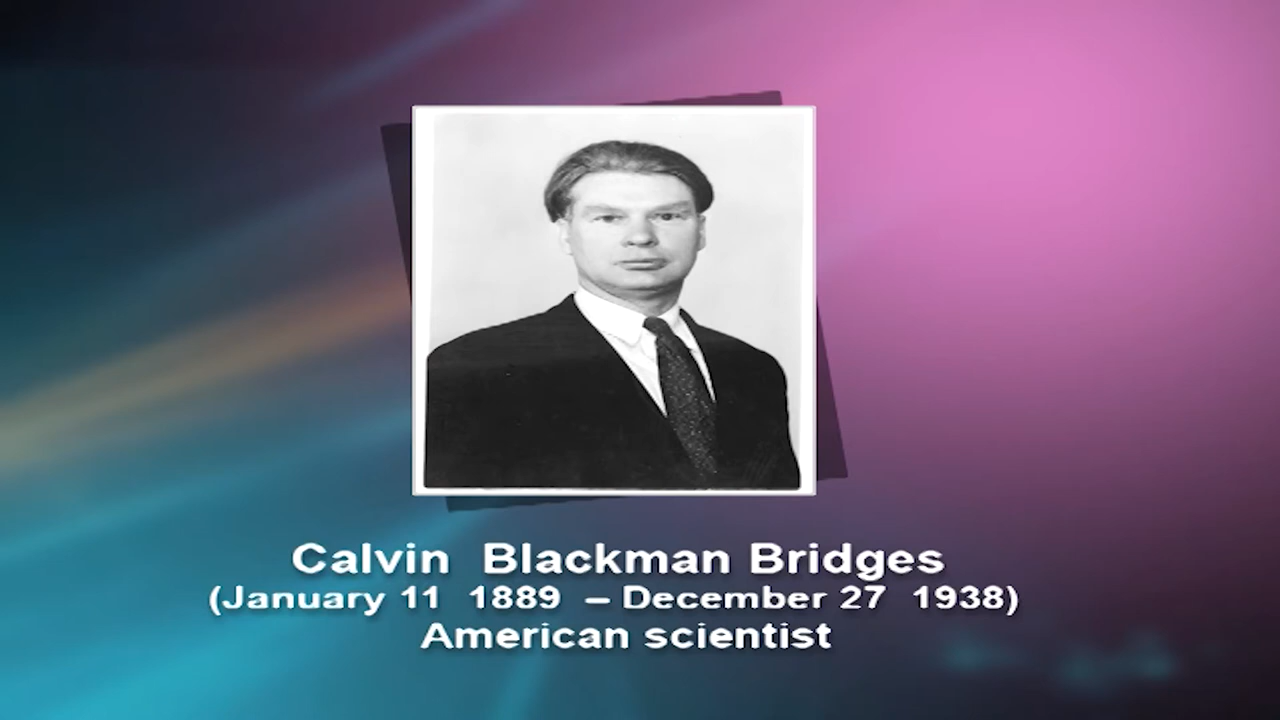 Calvin Blackman Bridges
(January 11 1889 – December 27 1938)
American scientist